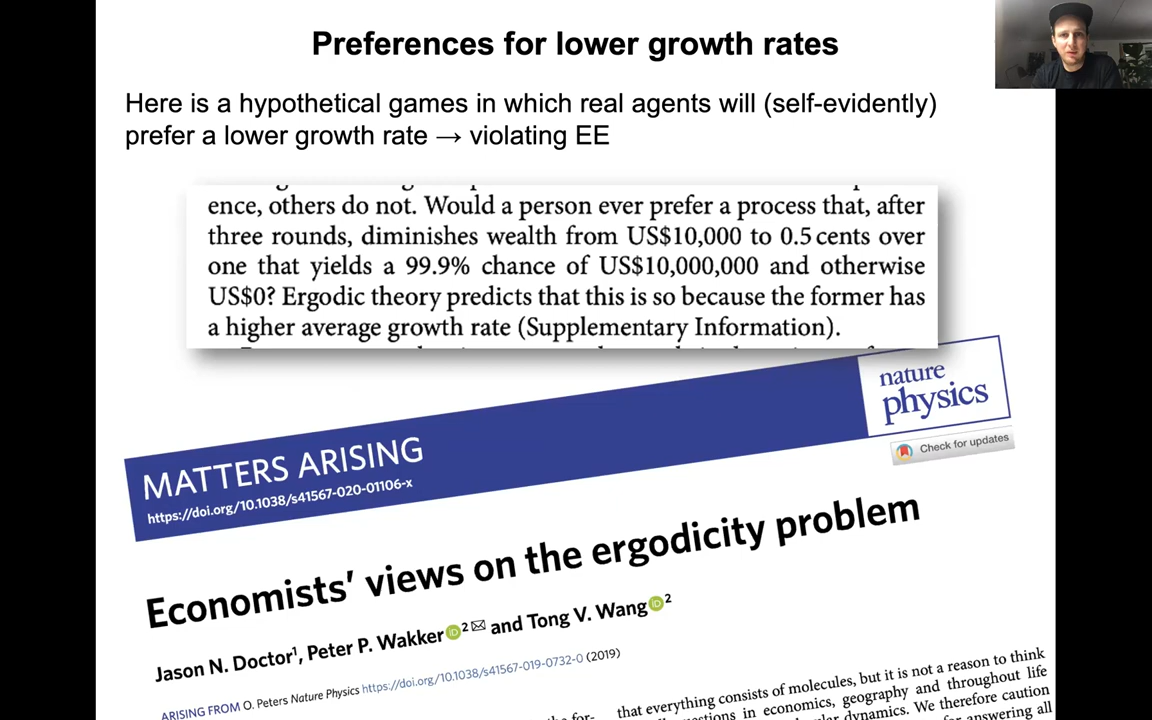 Preferences for lower growth rates
Here is a hypothetical games in which real agents will (self-evidently)
prefer a lower growth rate → violating EE
ence, others do not. Would a person ever prefer a process that, after
three rounds, diminishes wealth from US$10,000 to 0.5 cents over
one that yields a 99.9% chance of US$10,000,000 and otherwise
US$0? Ergodic theory predicts that this is so because the former has
a higher average growth rate (Supplementary Information).
nature
physics
Check for updates
MATTERS ARISING
https://doi.org/10.1038/s41567-020-01106-x
Economists' views on the ergodicity problem
Jason N. Doctor1, Peter P. Wakker iD 2 and Tong V. Wang iD 2
ARISING FROM O. Peters Nature Physics https://doi.org/10.1038/s41567-019-0732-0 (2019)
that everything consists of molecules, but it is not a reason to think
in economics, geography and throughout life
dynamics. We therefore caution
answering all